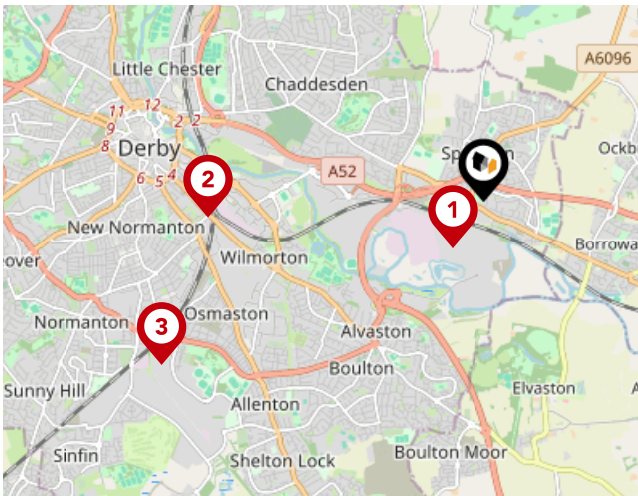 A6096
Little Chester
Chaddesden
11
12
2
2
9
8
Derby
6
5
4
A52
Ockb
2
1
New Normanton
Wilmorton
Borrowa
over
Normanton
3
Osmaston
Alvaston
Boulton
Sunny Hill
Allenton
Elvaston
A
Sinfin
Shelton Lock
Boulton Moor